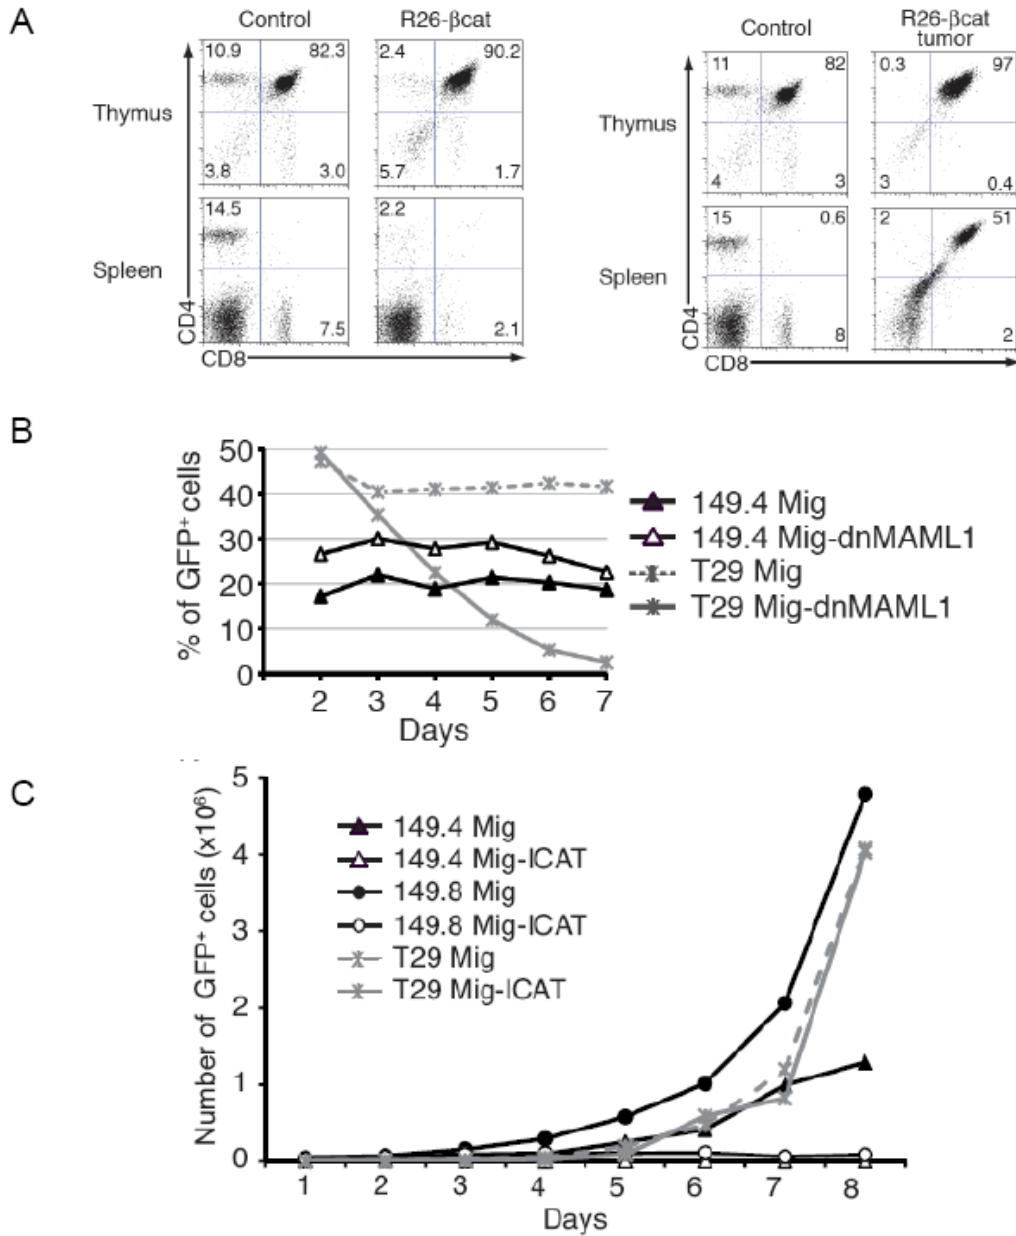 A
Control R26-βcat
10.9 82.3 2.4 90.2
Thymus
3.8 3.0 5.7 1.7
14.5 2.2
Spleen
7.5 2.1
CD4
CD8
Control R26-βcat
tumor
11 82 0.3 97
Thymus
4 3 3 0.4
15 0.6 2 51
Spleen
8 2
CD4
CD8
B
% of GFP⁺ cells
50
40
30
20
10
0
2 3 4 5 6 7
Days
149.4 Mig
149.4 Mig-dnMAML1
T29 Mig
T29 Mig-dnMAML1
C
Number of GFP⁺ cells (x10⁶)
5
4
3
2
1
0
1 2 3 4 5 6 7 8
Days
149.4 Mig
149.4 Mig-ICAT
149.8 Mig
149.8 Mig-ICAT
T29 Mig
T29 Mig-ICAT